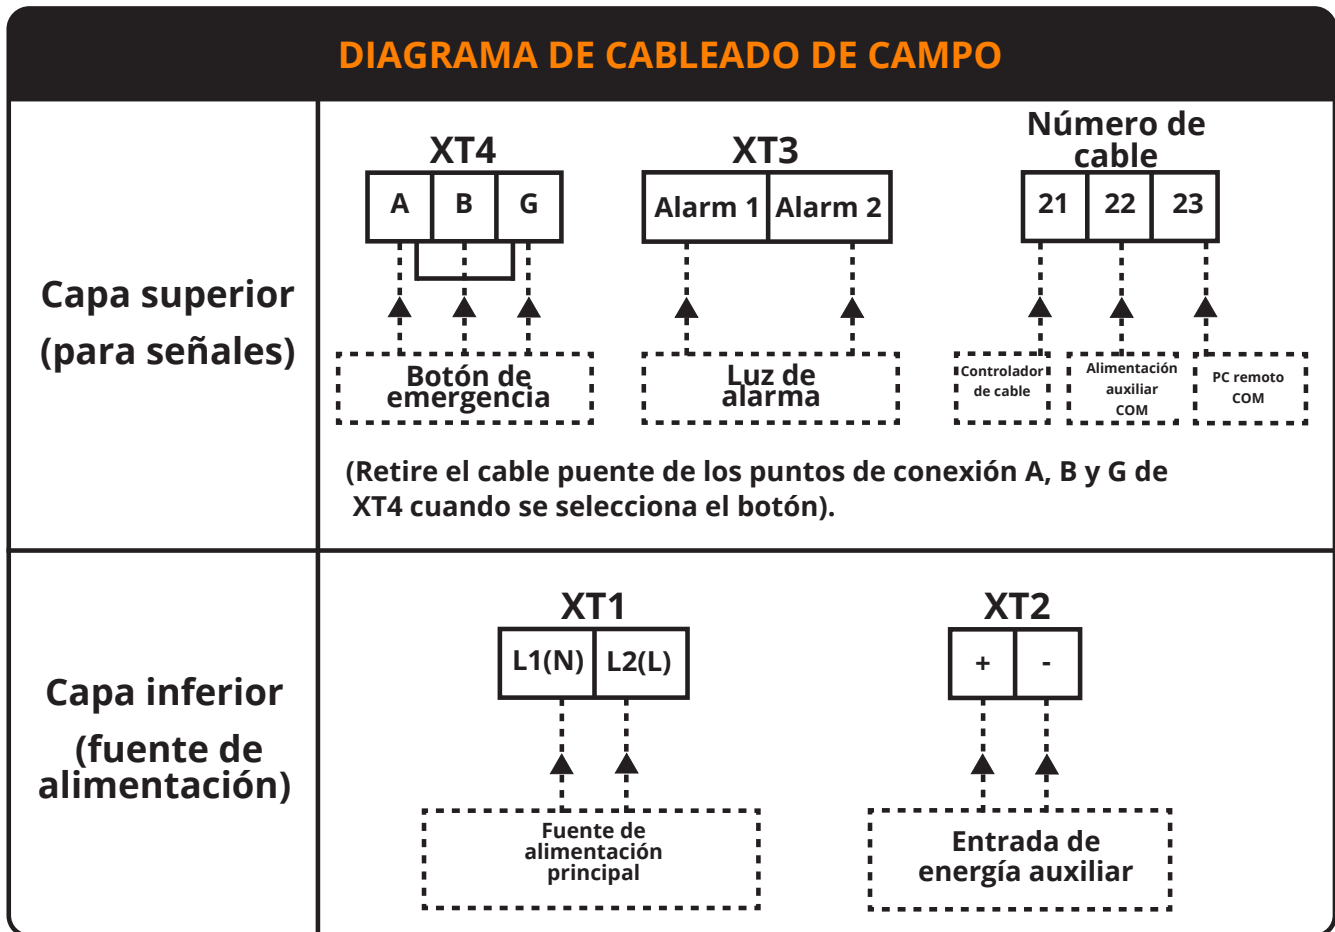 DIAGRAMA DE CABLEADO DE CAMPO
Capa superior
(para señales)
XT4
A B G
Botón de
emergencia
XT3
Alarm 1 Alarm 2
Luz de
alarma
Número de
cable
21 22 23
Controlador
de cable
Alimentación
auxiliar
COM
PC remoto
COM
(Retire el cable puente de los puntos de conexión A, B y G de
XT4 cuando se selecciona el botón).
Capa inferior
(fuente de
alimentación)
XT1
L1(N) L2(L)
Fuente de
alimentación
principal
XT2
+ -
Entrada de
energía auxiliar